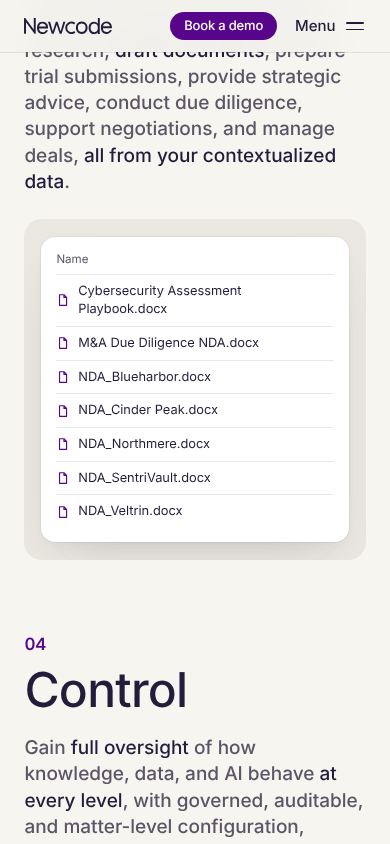 Newcode
Book a demo
Menu
research, draft documents, prepare
trial submissions, provide strategic
advice, conduct due diligence,
support negotiations, and manage
deals, all from your contextualized
data.
Name
Cybersecurity Assessment
Playbook.docx
M&A Due Diligence NDA.docx
NDA_Blueharbor.docx
NDA_Cinder Peak.docx
NDA_Northmere.docx
NDA_SentriVault.docx
NDA_Veltrin.docx
04
Control
Gain full oversight of how
knowledge, data, and AI behave at
every level, with governed, auditable,
and matter-level configuration,